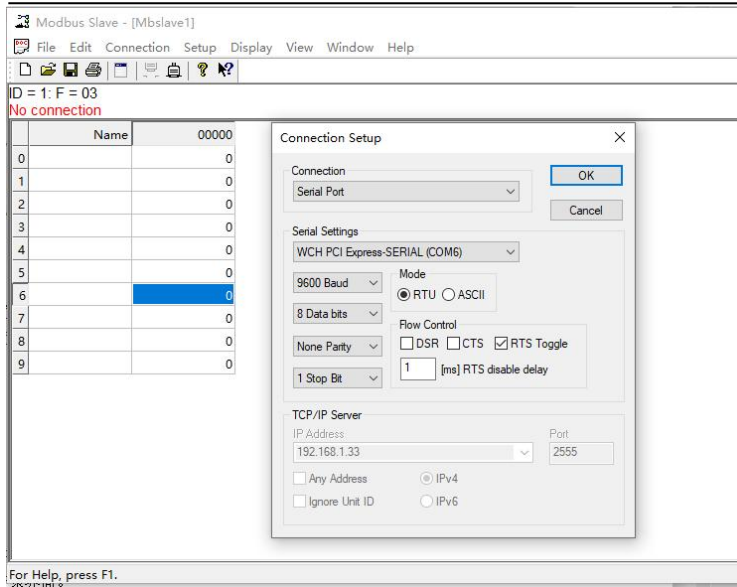 Modbus Slave - [Mbslave1]
File Edit Connection Setup Display View Window Help
ID = 1: F = 03
No connection
Name 00000
0 0
1 0
2 0
3 0
4 0
5 0
6 0
7 0
8 0
9 0
Connection Setup
Connection
Serial Port
OK
Cancel
Serial Settings
WCH PCI Express-SERIAL (COM6)
9600 Baud
Mode
RTU ASCII
8 Data bits
Flow Control
DSR CTS RTS Toggle
None Parity
1 [ms] RTS disable delay
1 Stop Bit
TCP/IP Server
IP Address Port
192.168.1.33 2555
Any Address IPv4
Ignore Unit ID IPv6
For Help, press F1.